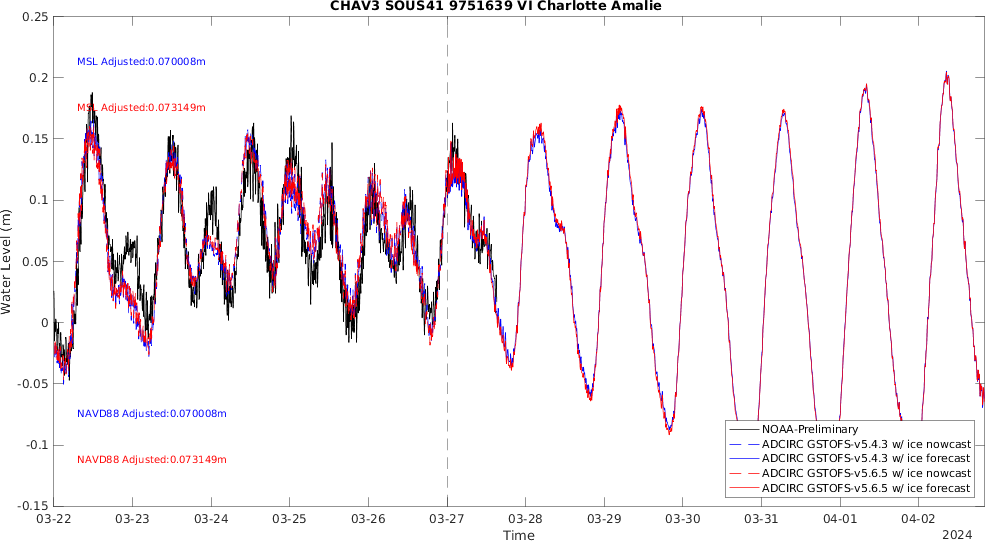 CHAV3 SOUS41 9751639 VI Charlotte Amalie
0.25
0.2
0.15
0.1
0.05
0
-0.05
-0.1
-0.15
Water Level (m)
MSL Adjusted:0.070008m
MSL Adjusted:0.073149m
NAVD88 Adjusted:0.070008m
NAVD88 Adjusted:0.073149m
NOAA-Preliminary
ADCIRC GSTOFS-v5.4.3 w/ ice nowcast
ADCIRC GSTOFS-v5.4.3 w/ ice forecast
ADCIRC GSTOFS-v5.6.5 w/ ice nowcast
ADCIRC GSTOFS-v5.6.5 w/ ice forecast
03-22 03-23 03-24 03-25 03-26 03-27 03-28 03-29 03-30 03-31 04-01 04-02
Time
2024